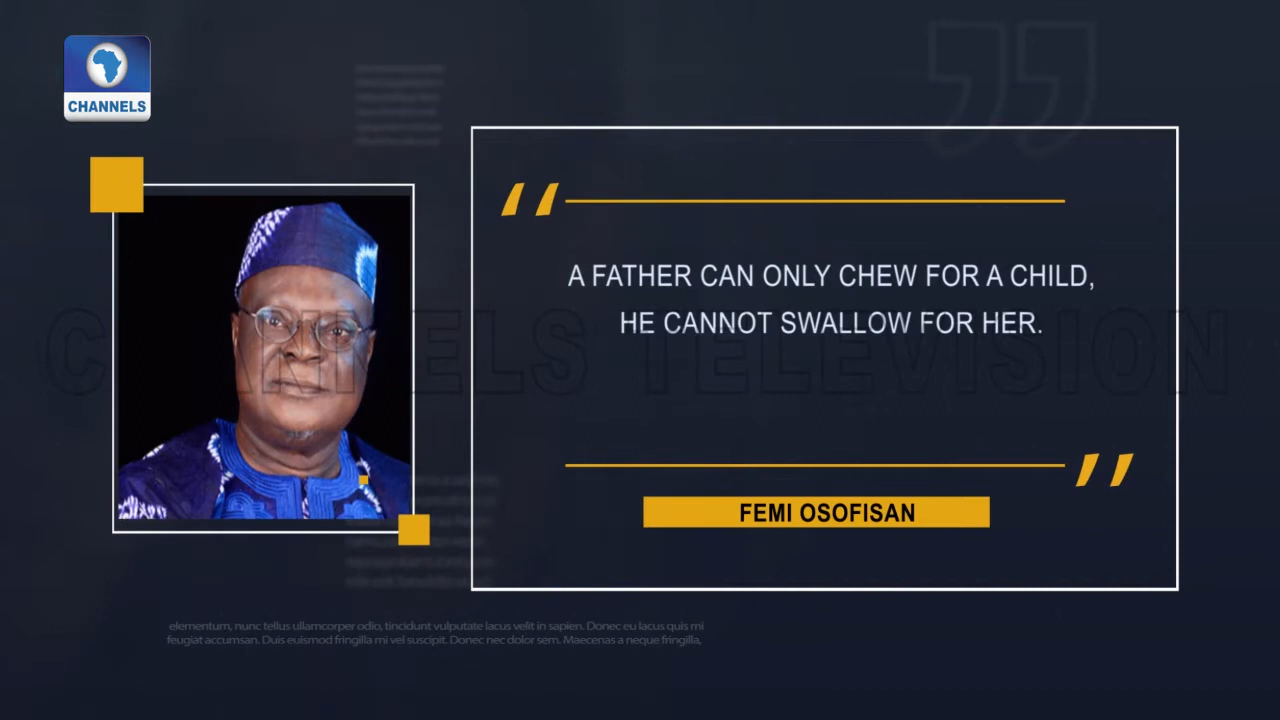 CHANNELS
“
A FATHER CAN ONLY CHEW FOR A CHILD,
HE CANNOT SWALLOW FOR HER.
”
FEMI OSOFISAN
CHANNELS TELEVISION
elementum, nunc tellus ullamcorper odio, tincidunt vulputate lacus velit in sapien. Donec eu lacus quis mi
feugiat accumsan. Duis euismod fringilla mi vel suscipit. Donec nec dolor sem. Maecenas a neque fringilla,